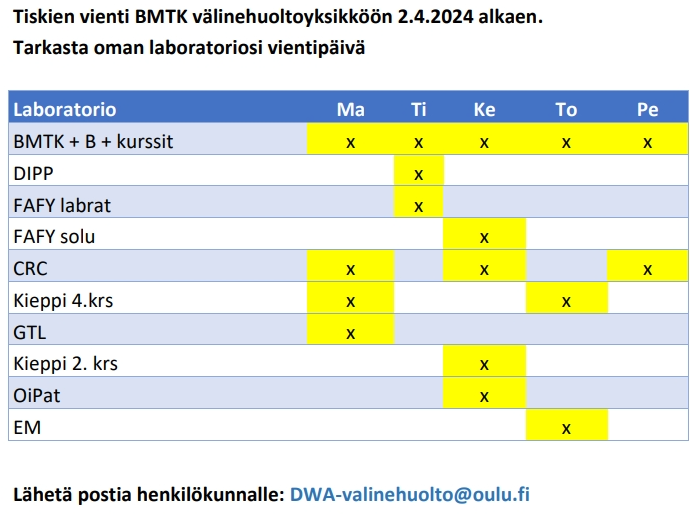 Tiskien vienti BMTK välinehuoltoyksikköön 2.4.2024 alkaen.
Tarkasta oman laboratoriosi vientipäivä
Laboratorio Ma Ti Ke To Pe
BMTK + B + kurssit x x x x x
DIPP x
FAFY labrat x
FAFY solu x
CRC x x x
Kieppi 4.krs x x
GTL x
Kieppi 2. krs x
OiPat x
EM x
Lähetä postia henkilökunnalle: DWA-valinehuolto@oulu.fi